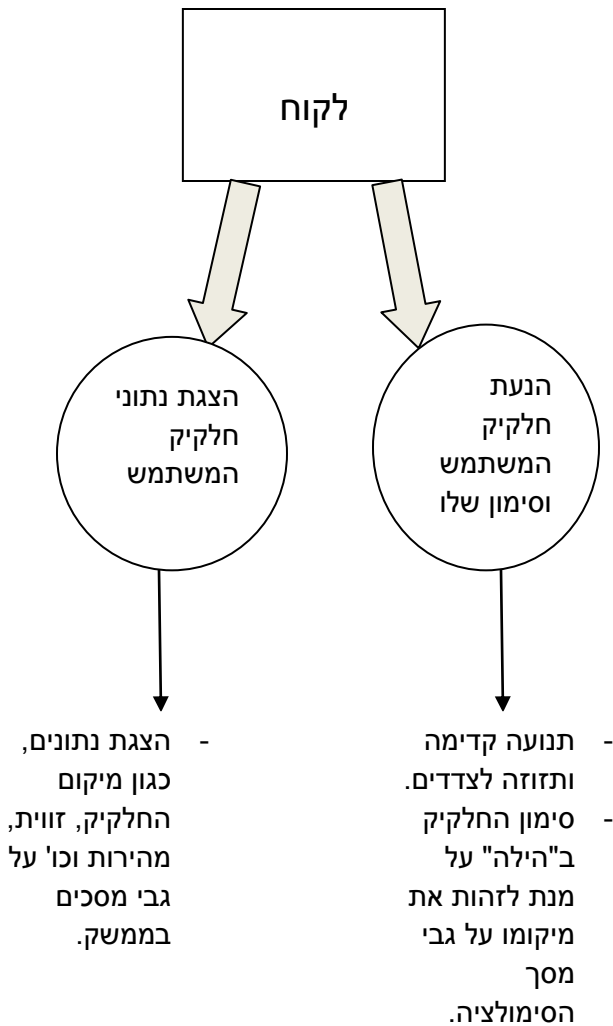 לקוח
הנעת
חלקיק
המשתמש
וסימון שלו
הצגת נתוני
חלקיק
המשתמש
- תנועה קדימה
ותזוזה לצדדים.
- סימון החלקיק
ב"הילה" על
מנת לזהות את
מיקומו על גבי
מסך
הסימולציה.
- הצגת נתונים,
כגון מיקום
החלקיק, זווית,
מהירות וכו' על
גבי מסכים
בממשק.